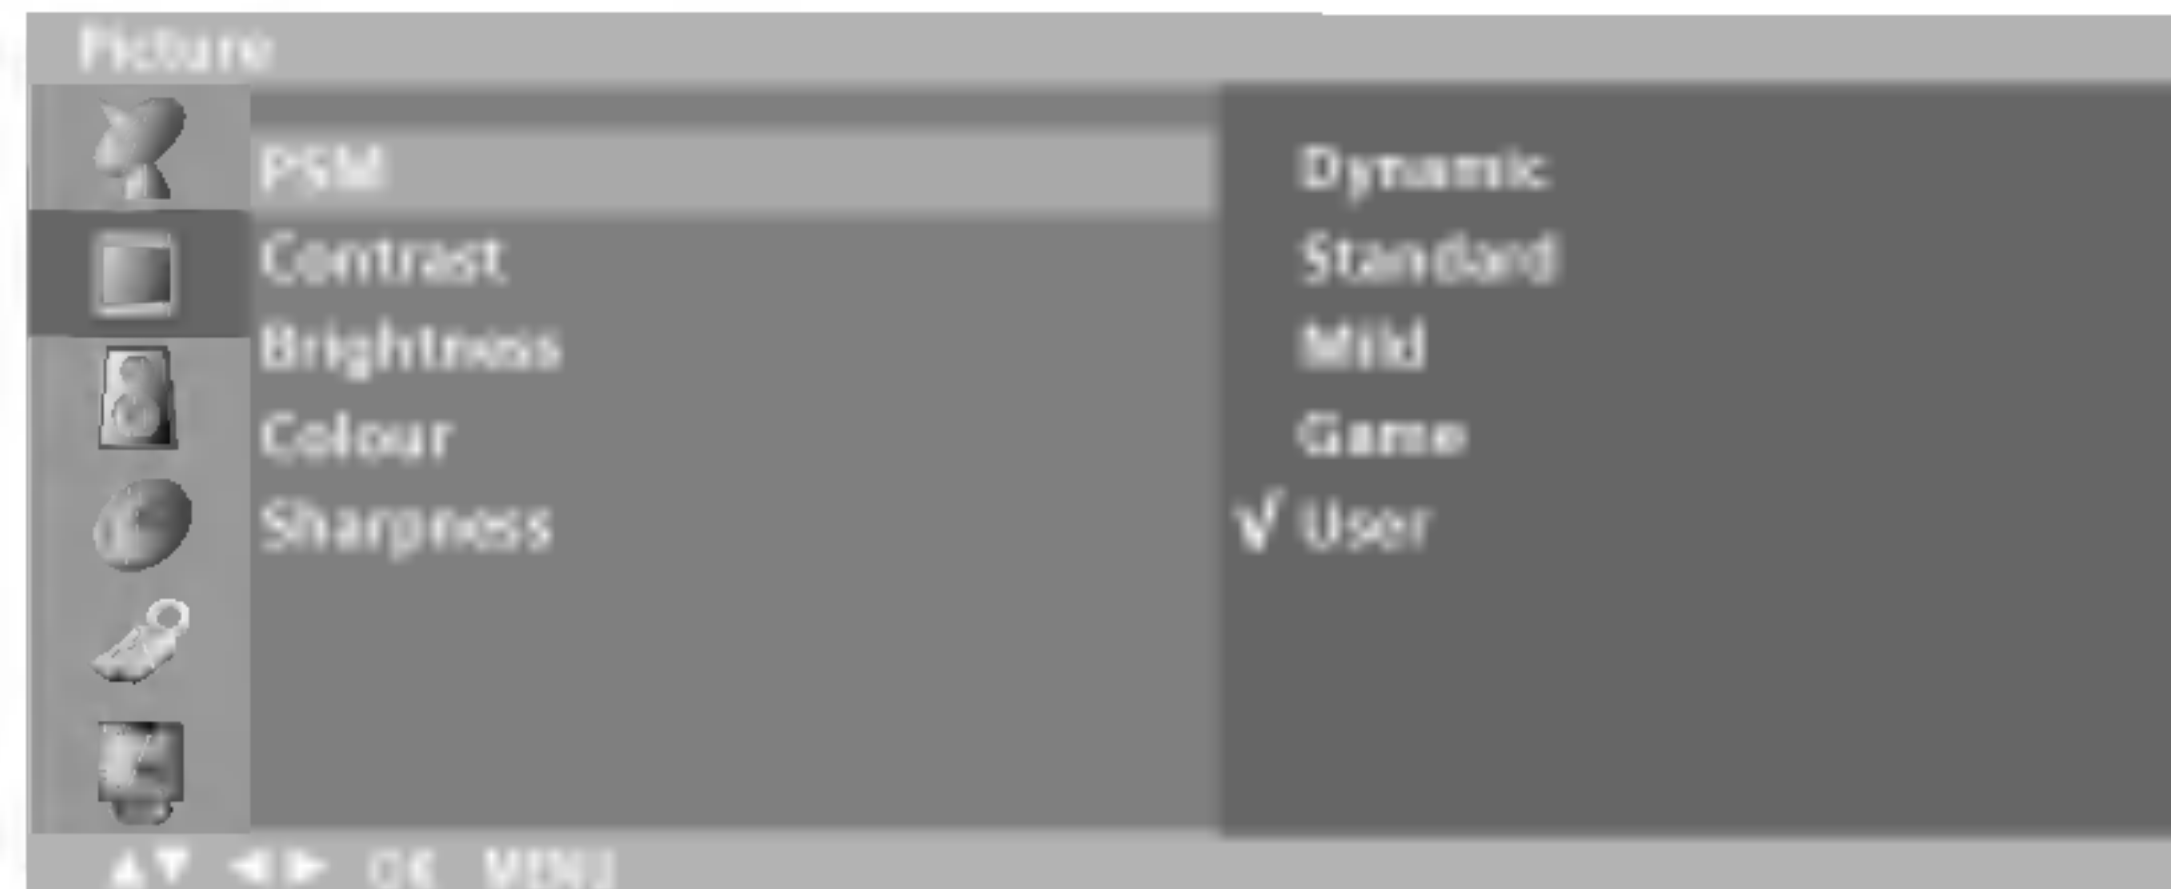 Picture
PSM
Contrast
Brightness
Colour
Sharpness
Dynamic
Standard
Mild
Game
√ User
▲▼ ◀▶ OK MENU